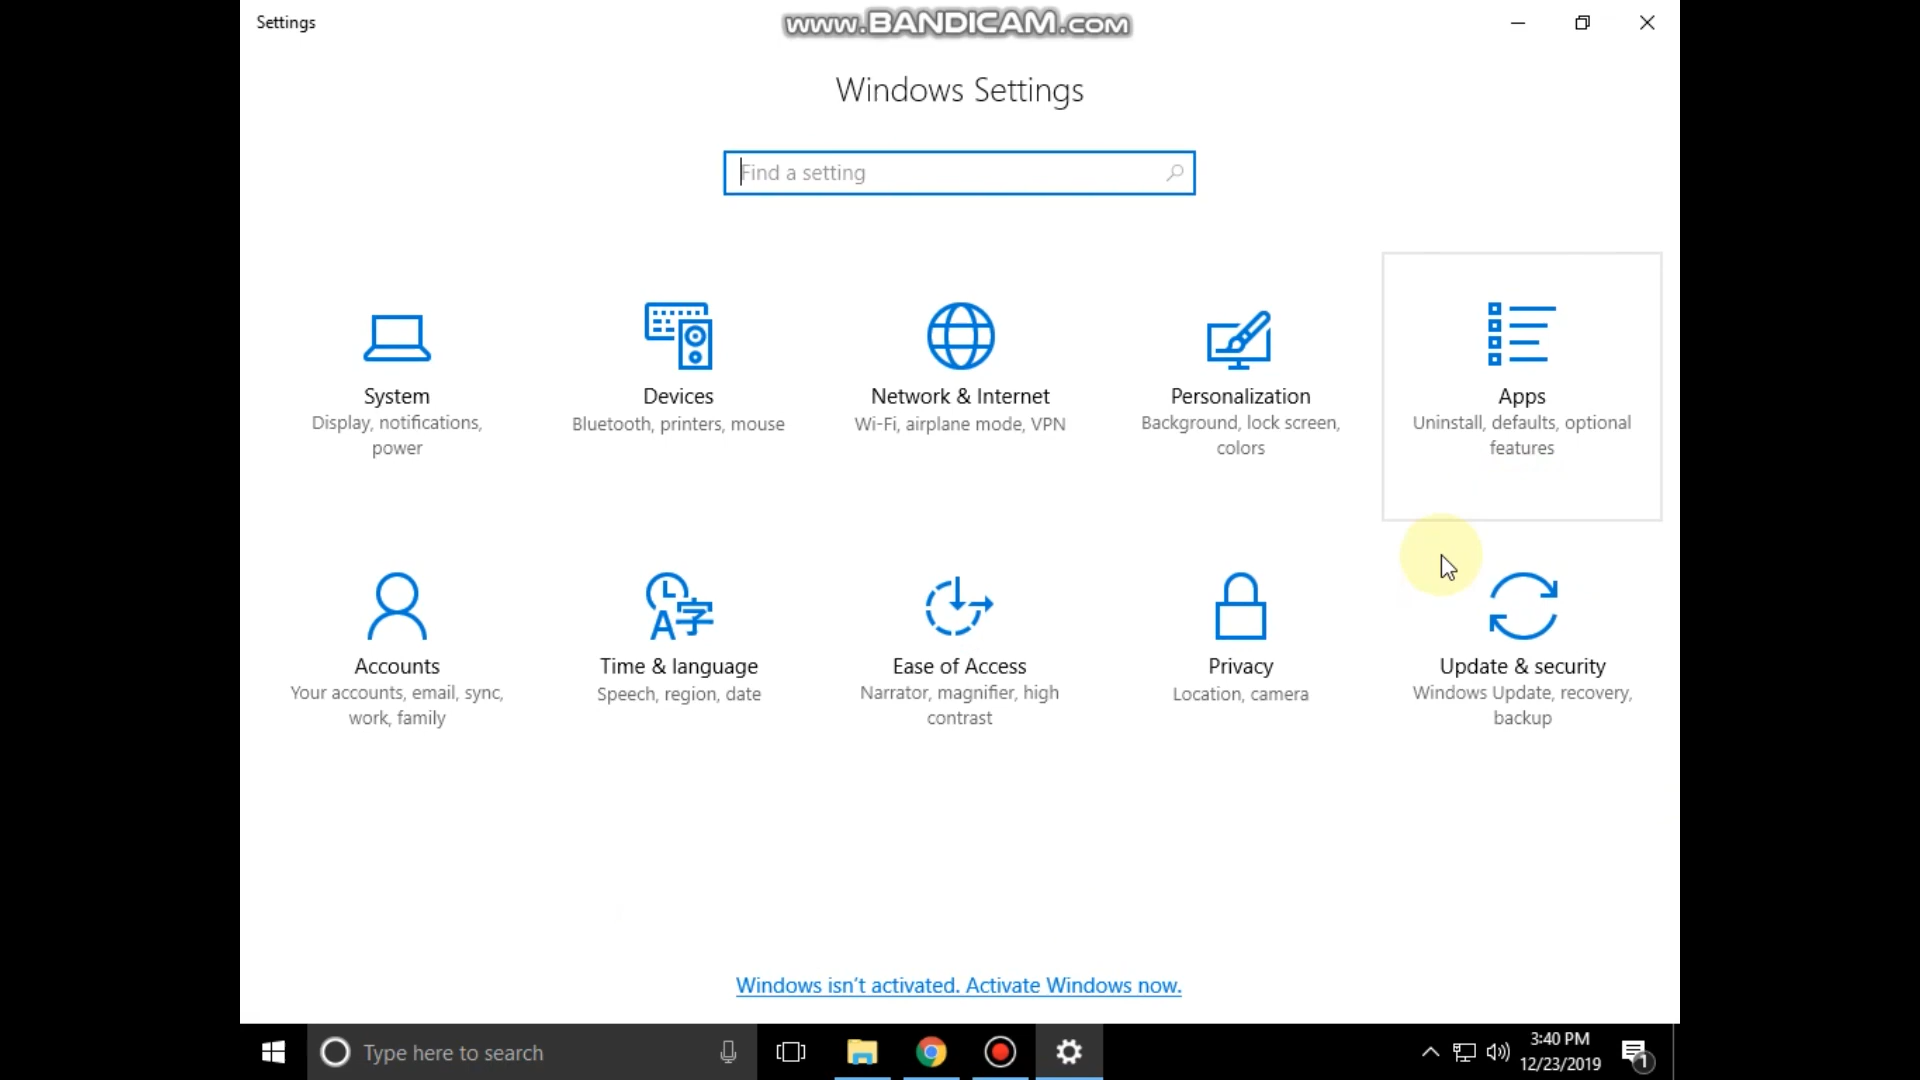 Settings
www.BANDICAM.com
Windows Settings
Find a setting
System
Display, notifications,
power
Devices
Bluetooth, printers, mouse
Network & Internet
Wi-Fi, airplane mode, VPN
Personalization
Background, lock screen,
colors
Apps
Uninstall, defaults, optional
features
Accounts
Your accounts, email, sync,
work, family
A字
Time & language
Speech, region, date
Ease of Access
Narrator, magnifier, high
contrast
Privacy
Location, camera
Update & security
Windows Update, recovery,
backup
Windows isn't activated. Activate Windows now.
Type here to search
3:40 PM
12/23/2019
1